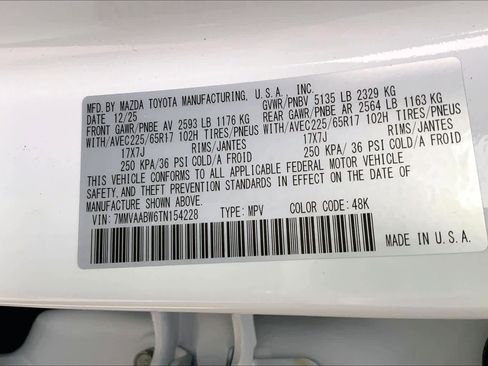 MFD.BY MAZDA TOYOTA MANUFACTURING, U.S.A., INC.
DATE 12/25 GVWR/PNBV 5135 LB 2329 KG
FRONT GAWR/PNBE AV 2593 LB 1176 KG REAR GAWR/PNBE AR 2564 LB 1163 KG
WITH/AVEC225/65R17 102H TIRES/PNEUS WITH/AVEC225/65R17 102H TIRES/PNEUS
17X7J RIMS/JANTES 17X7J RIMS/JANTES
250 KPA/ 36 PSI COLD/A FROID 250 KPA/ 36 PSI COLD/A FROID
THIS VEHICLE CONFORMS TO ALL APPLICABLE FEDERAL MOTOR VEHICLE
SAFETY, AND THEFT PREVENTION STANDARDS IN EFFECT ON THE DATE OF
MANUFACTURE SHOWN ABOVE.
VIN: 7MMVAABW6TN154228 TYPE: MPV COLOR CODE: 48K
MADE IN U.S.A.